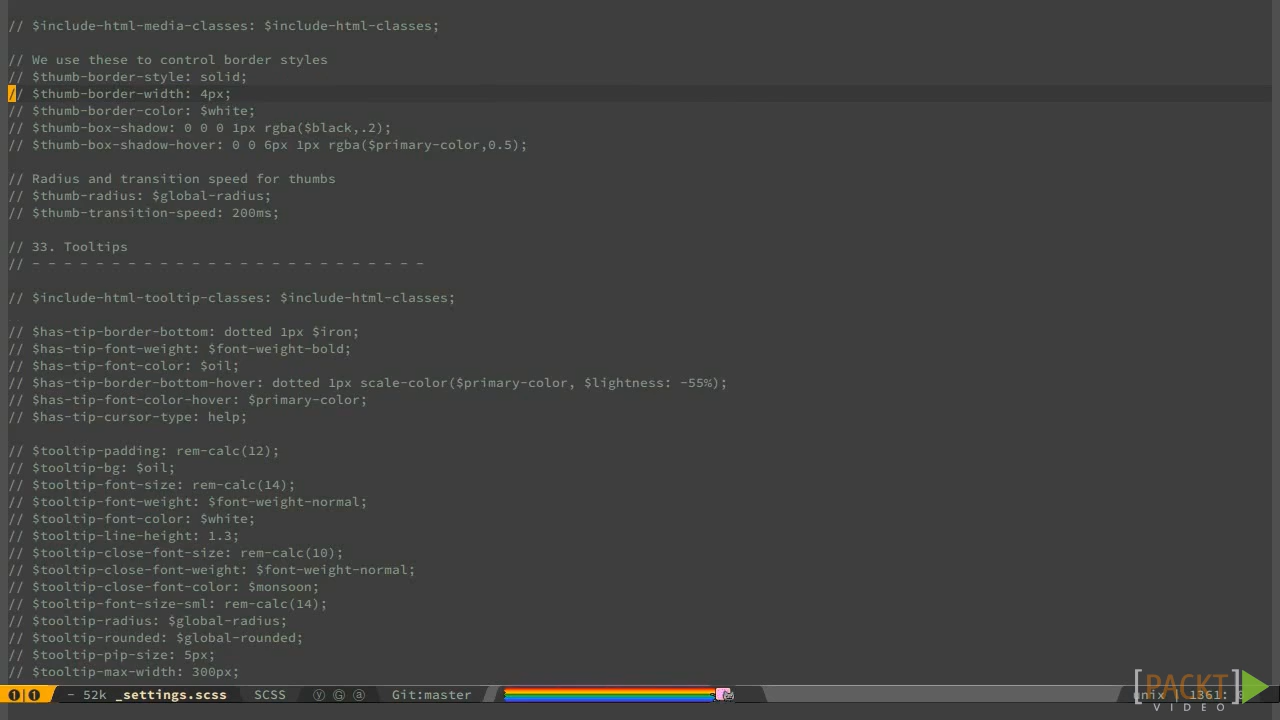 // $include-html-media-classes: $include-html-classes;
// We use these to control border styles
// $thumb-border-style: solid;
// $thumb-border-width: 4px;
// $thumb-border-color: $white;
// $thumb-box-shadow: 0 0 0 1px rgba($black,.2);
// $thumb-box-shadow-hover: 0 0 6px 1px rgba($primary-color,0.5);
// Radius and transition speed for thumbs
// $thumb-radius: $global-radius;
// $thumb-transition-speed: 200ms;
// 33. Tooltips
// - - - - - - - - - - - - - - - - - - - - - - - - -
// $include-html-tooltip-classes: $include-html-classes;
// $has-tip-border-bottom: dotted 1px $iron;
// $has-tip-font-weight: $font-weight-bold;
// $has-tip-font-color: $oil;
// $has-tip-border-bottom-hover: dotted 1px scale-color($primary-color, $lightness: -55%);
// $has-tip-font-color-hover: $primary-color;
// $has-tip-cursor-type: help;
// $tooltip-padding: rem-calc(12);
// $tooltip-bg: $oil;
// $tooltip-font-size: rem-calc(14);
// $tooltip-font-weight: $font-weight-normal;
// $tooltip-font-color: $white;
// $tooltip-line-height: 1.3;
// $tooltip-close-font-size: rem-calc(10);
// $tooltip-close-font-weight: $font-weight-normal;
// $tooltip-close-font-color: $monsoon;
// $tooltip-font-size-sml: rem-calc(14);
// $tooltip-radius: $global-radius;
// $tooltip-rounded: $global-rounded;
// $tooltip-pip-size: 5px;
// $tooltip-max-width: 300px;
❶|❶ - 52k _settings.scss SCSS ⓨ Ⓖ ⓐ Git:master unix | 1361:
[PACKT]
VIDEO